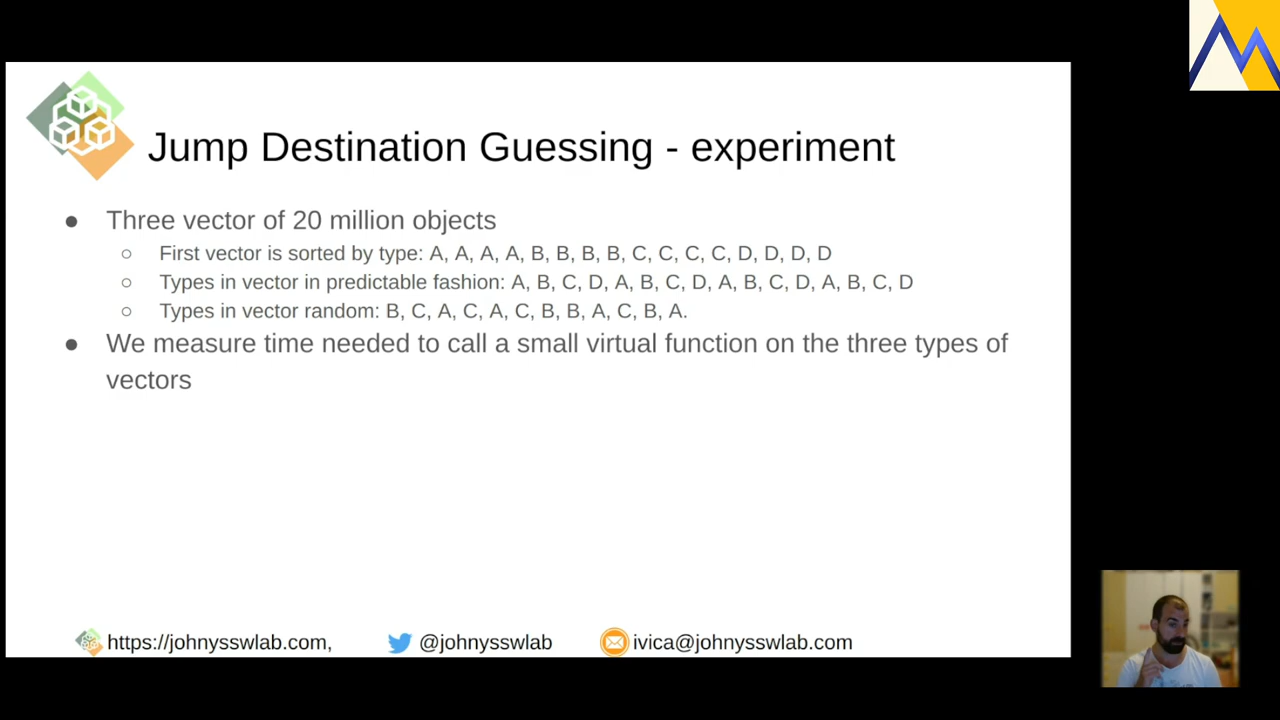 Jump Destination Guessing - experiment
● Three vector of 20 million objects
○ First vector is sorted by type: A, A, A, A, B, B, B, B, C, C, C, C, D, D, D, D
○ Types in vector in predictable fashion: A, B, C, D, A, B, C, D, A, B, C, D, A, B, C, D
○ Types in vector random: B, C, A, C, A, C, B, B, A, C, B, A.
● We measure time needed to call a small virtual function on the three types of
vectors
https://johnysswlab.com, @johnysswlab ivica@johnysswlab.com